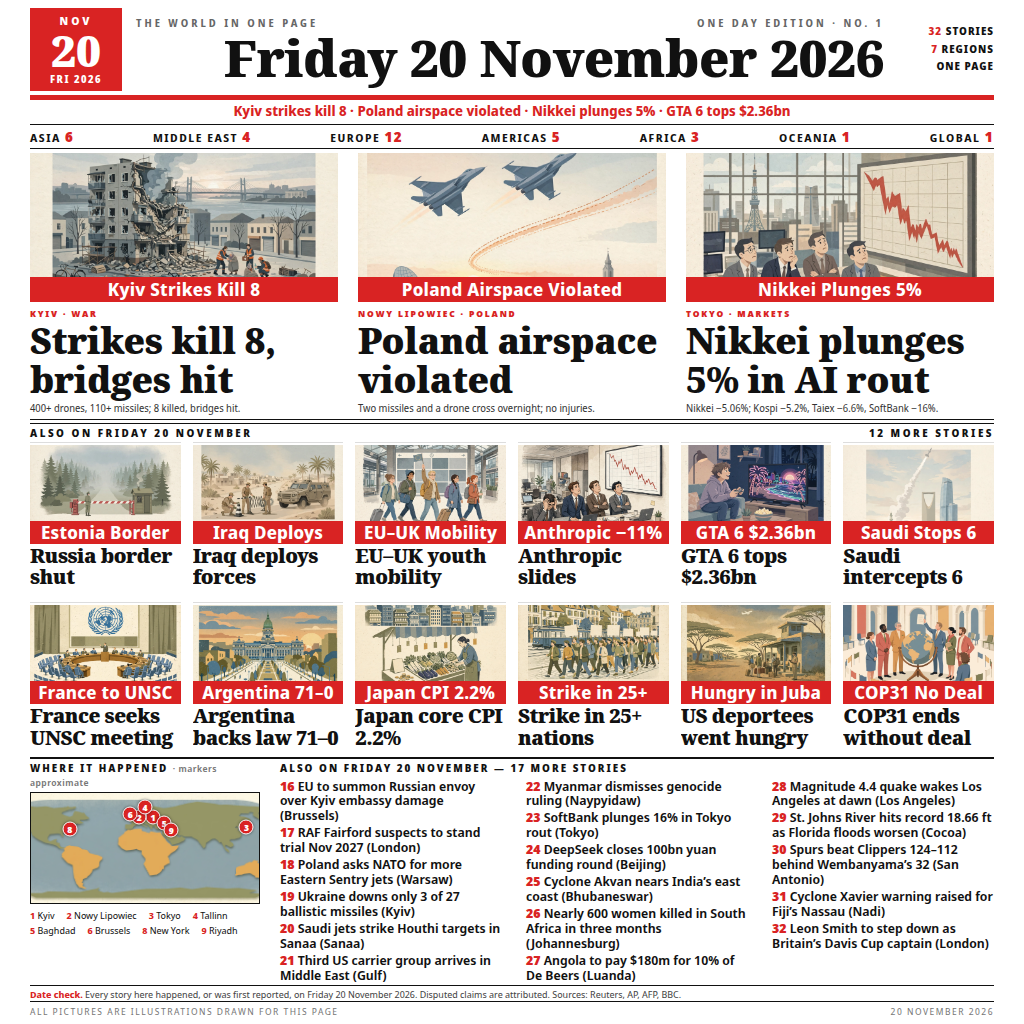 NOV
20
FRI 2026
THE WORLD IN ONE PAGE
ONE DAY EDITION · NO. 1
Friday 20 November 2026
32 STORIES
7 REGIONS
ONE PAGE
Kyiv strikes kill 8 · Poland airspace violated · Nikkei plunges 5% · GTA 6 tops $2.36bn
ASIA 6 MIDDLE EAST 4 EUROPE 12 AMERICAS 5 AFRICA 3 OCEANIA 1 GLOBAL 1
Kyiv Strikes Kill 8
KYIV · WAR
Strikes kill 8,
bridges hit
400+ drones, 110+ missiles; 8 killed, bridges hit.
Poland Airspace Violated
NOWY LIPOWIEC · POLAND
Poland airspace
violated
Two missiles and a drone cross overnight; no injuries.
Nikkei Plunges 5%
TOKYO · MARKETS
Nikkei plunges
5% in AI rout
Nikkei −5.06%; Kospi −5.2%, Taiex −6.6%, SoftBank −16%.
ALSO ON FRIDAY 20 NOVEMBER
12 MORE STORIES
Estonia Border
Russia border
shut
Iraq Deploys
Iraq deploys
forces
EU–UK Mobility
EU–UK youth
mobility
Anthropic −11%
Anthropic
slides
GTA 6 $2.36bn
GTA 6 tops
$2.36bn
Saudi Stops 6
Saudi
intercepts 6
France to UNSC
France seeks
UNSC meeting
Argentina 71–0
Argentina
backs law 71–0
Japan CPI 2.2%
Japan core CPI
2.2%
Strike in 25+
Strike in 25+
nations
Hungry in Juba
US deportees
went hungry
COP31 No Deal
COP31 ends
without deal
WHERE IT HAPPENED · markers
approximate
8
6
2
4
1
5
9
3
1 Kyiv 2 Nowy Lipowiec 3 Tokyo 4 Tallinn
5 Baghdad 6 Brussels 8 New York 9 Riyadh
ALSO ON FRIDAY 20 NOVEMBER — 17 MORE STORIES
16 EU to summon Russian envoy
over Kyiv embassy damage
(Brussels)
17 RAF Fairford suspects to stand
trial Nov 2027 (London)
18 Poland asks NATO for more
Eastern Sentry jets (Warsaw)
19 Ukraine downs only 3 of 27
ballistic missiles (Kyiv)
20 Saudi jets strike Houthi targets in
Sanaa (Sanaa)
21 Third US carrier group arrives in
Middle East (Gulf)
22 Myanmar dismisses genocide
ruling (Naypyidaw)
23 SoftBank plunges 16% in Tokyo
rout (Tokyo)
24 DeepSeek closes 100bn yuan
funding round (Beijing)
25 Cyclone Akvan nears India’s east
coast (Bhubaneswar)
26 Nearly 600 women killed in South
Africa in three months
(Johannesburg)
27 Angola to pay $180m for 10% of
De Beers (Luanda)
28 Magnitude 4.4 quake wakes Los
Angeles at dawn (Los Angeles)
29 St. Johns River hits record 18.66 ft
as Florida floods worsen (Cocoa)
30 Spurs beat Clippers 124–112
behind Wembanyama’s 32 (San
Antonio)
31 Cyclone Xavier warning raised for
Fiji’s Nassau (Nadi)
32 Leon Smith to step down as
Britain’s Davis Cup captain (London)
Date check. Every story here happened, or was first reported, on Friday 20 November 2026. Disputed claims are attributed. Sources: Reuters, AP, AFP, BBC.
ALL PICTURES ARE ILLUSTRATIONS DRAWN FOR THIS PAGE
20 NOVEMBER 2026